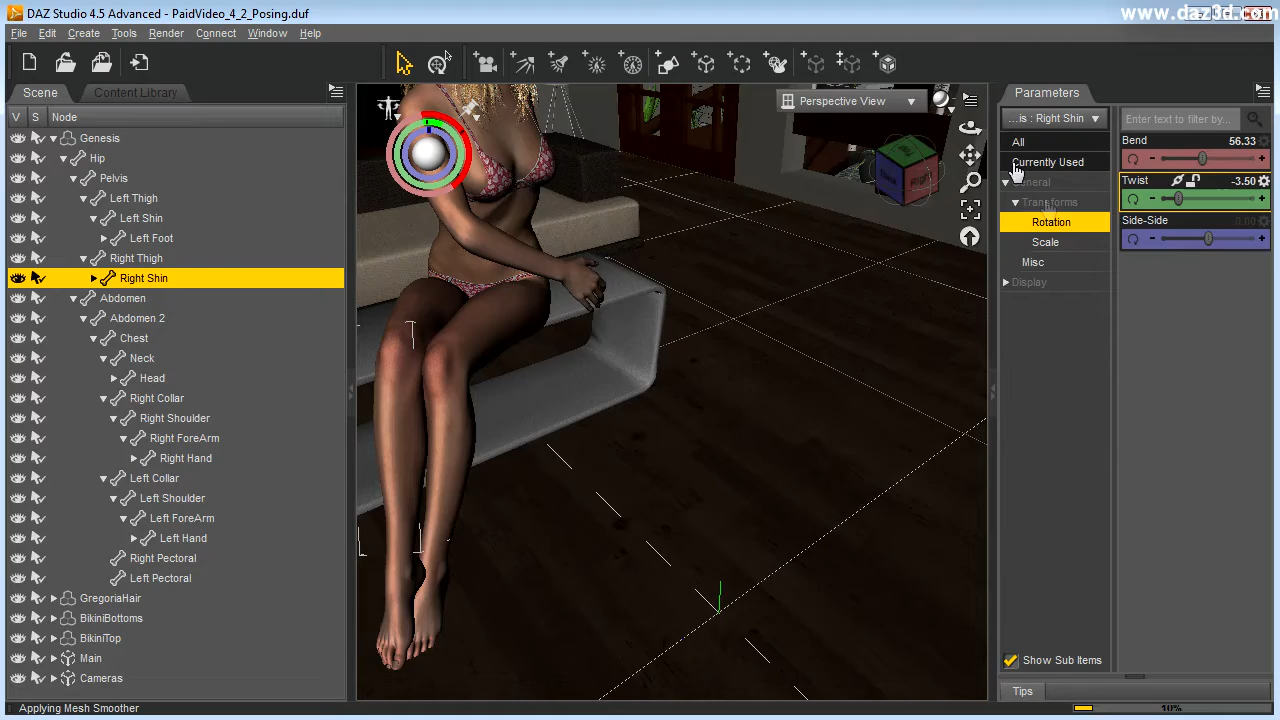 DAZ Studio 4.5 Advanced - PaidVideo_4_2_Posing.duf
www.daz3d.com
File Edit Create Tools Render Connect Window Help
Scene Content Library
V S Node
Genesis
Hip
Pelvis
Left Thigh
Left Shin
Left Foot
Right Thigh
Right Shin
Abdomen
Abdomen 2
Chest
Neck
Head
Right Collar
Right Shoulder
Right ForeArm
Right Hand
Left Collar
Left Shoulder
Left ForeArm
Left Hand
Right Pectoral
Left Pectoral
GregoriaHair
BikiniBottoms
BikiniTop
Main
Cameras
Applying Mesh Smoother
Perspective View
Parameters
...is : Right Shin
All
Currently Used
General
Transforms
Rotation
Scale
Misc
Display
Enter text to filter by...
Bend 56.33
Twist -3.50
Side-Side 0.00
Show Sub Items
Tips
10%